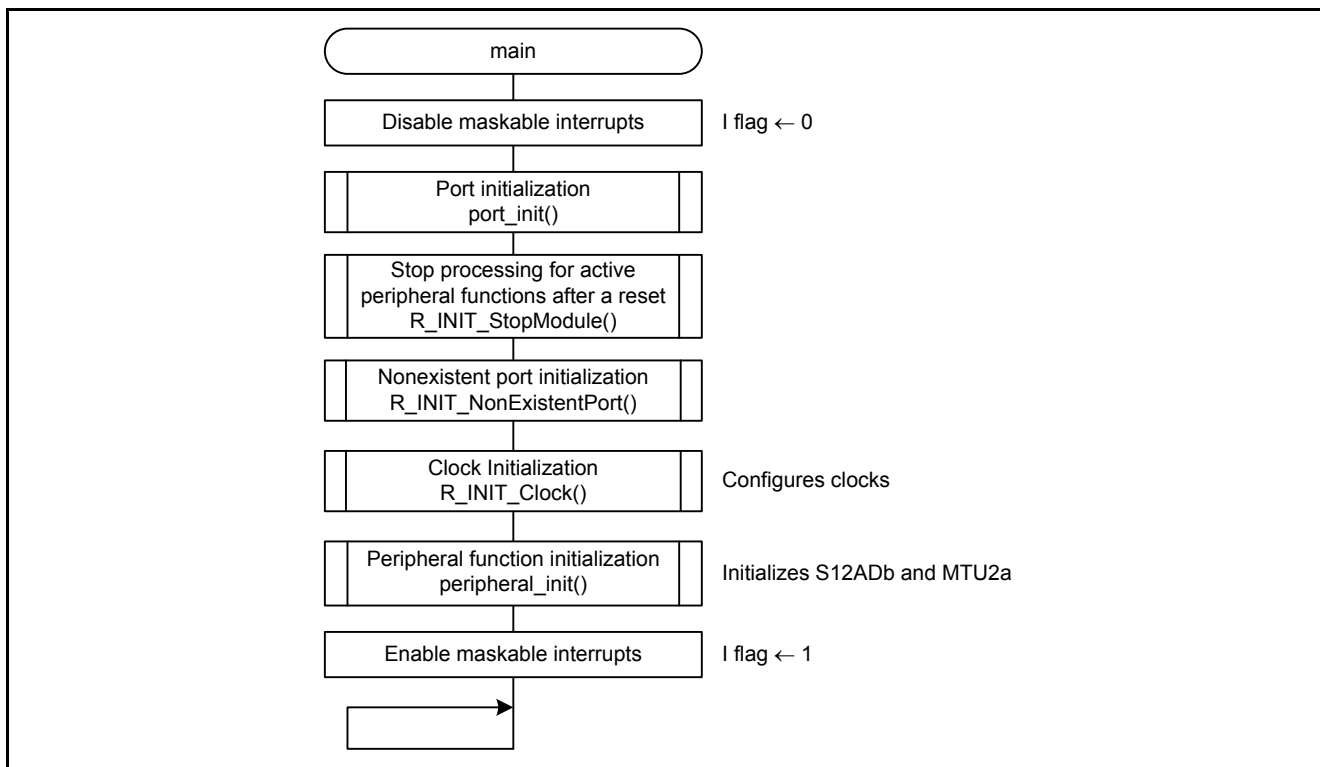 main
Disable maskable interrupts
I flag ← 0
Port initialization
port_init()
Stop processing for active
peripheral functions after a reset
R_INIT_StopModule()
Nonexistent port initialization
R_INIT_NonExistentPort()
Clock Initialization
R_INIT_Clock()
Configures clocks
Peripheral function initialization
peripheral_init()
Initializes S12ADb and MTU2a
Enable maskable interrupts
I flag ← 1